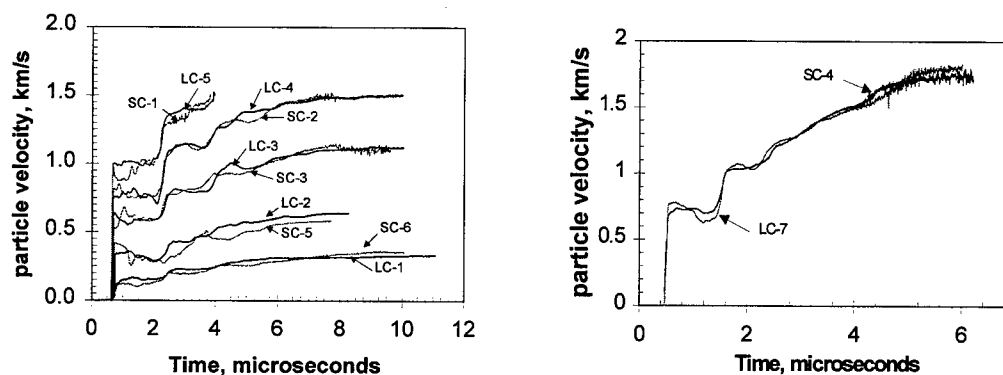 2.0
1.5
1.0
0.5
0.0
particle velocity, km/s
LC-5
LC-4
SC-1
SC-2
LC-3
SC-3
LC-2
SC-5
SC-6
LC-1
0 2 4 6 8 10 12
Time, microseconds
2
1.5
1
0.5
0
particle velocity, km/s
SC-4
LC-7
0 2 4 6
Time, microseconds